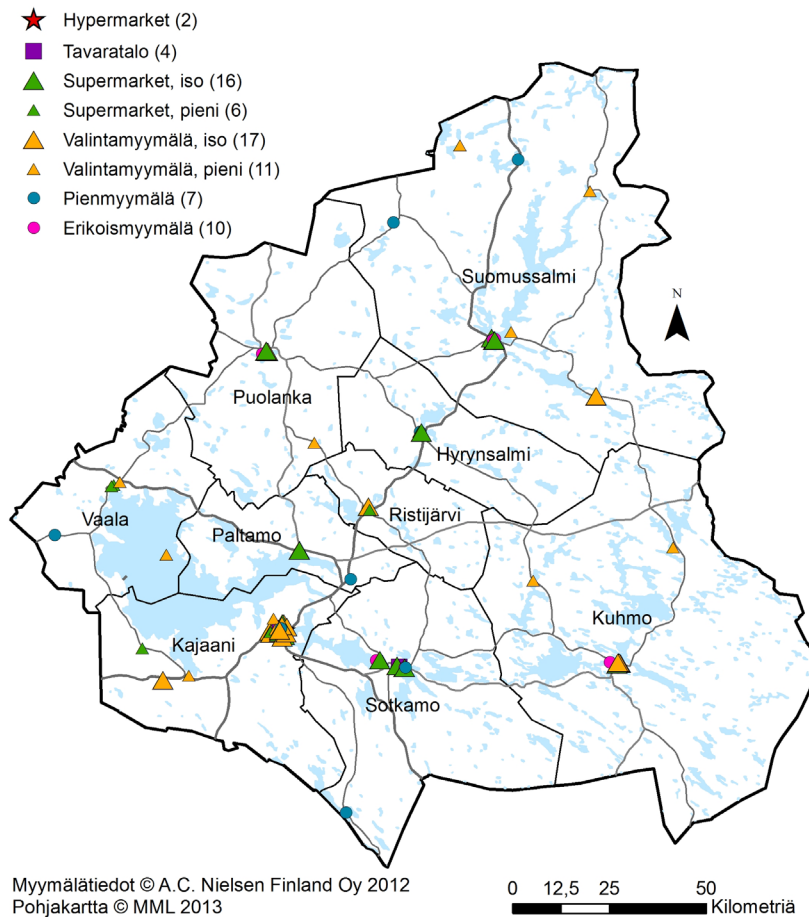 Hypermarket (2)
Tavaratalo (4)
Supermarket, iso (16)
Supermarket, pieni (6)
Valintamyymälä, iso (17)
Valintamyymälä, pieni (11)
Pienmyymälä (7)
Erikoismyymälä (10)
Suomussalmi
N
Puolanka
Hyrynsalmi
Ristijärvi
Vaala
Paltamo
Kuhmo
Kajaani
Sotkamo
Myymälätiedot © A.C. Nielsen Finland Oy 2012
Pohjakartta © MML 2013
0 12,5 25 50
Kilometriä